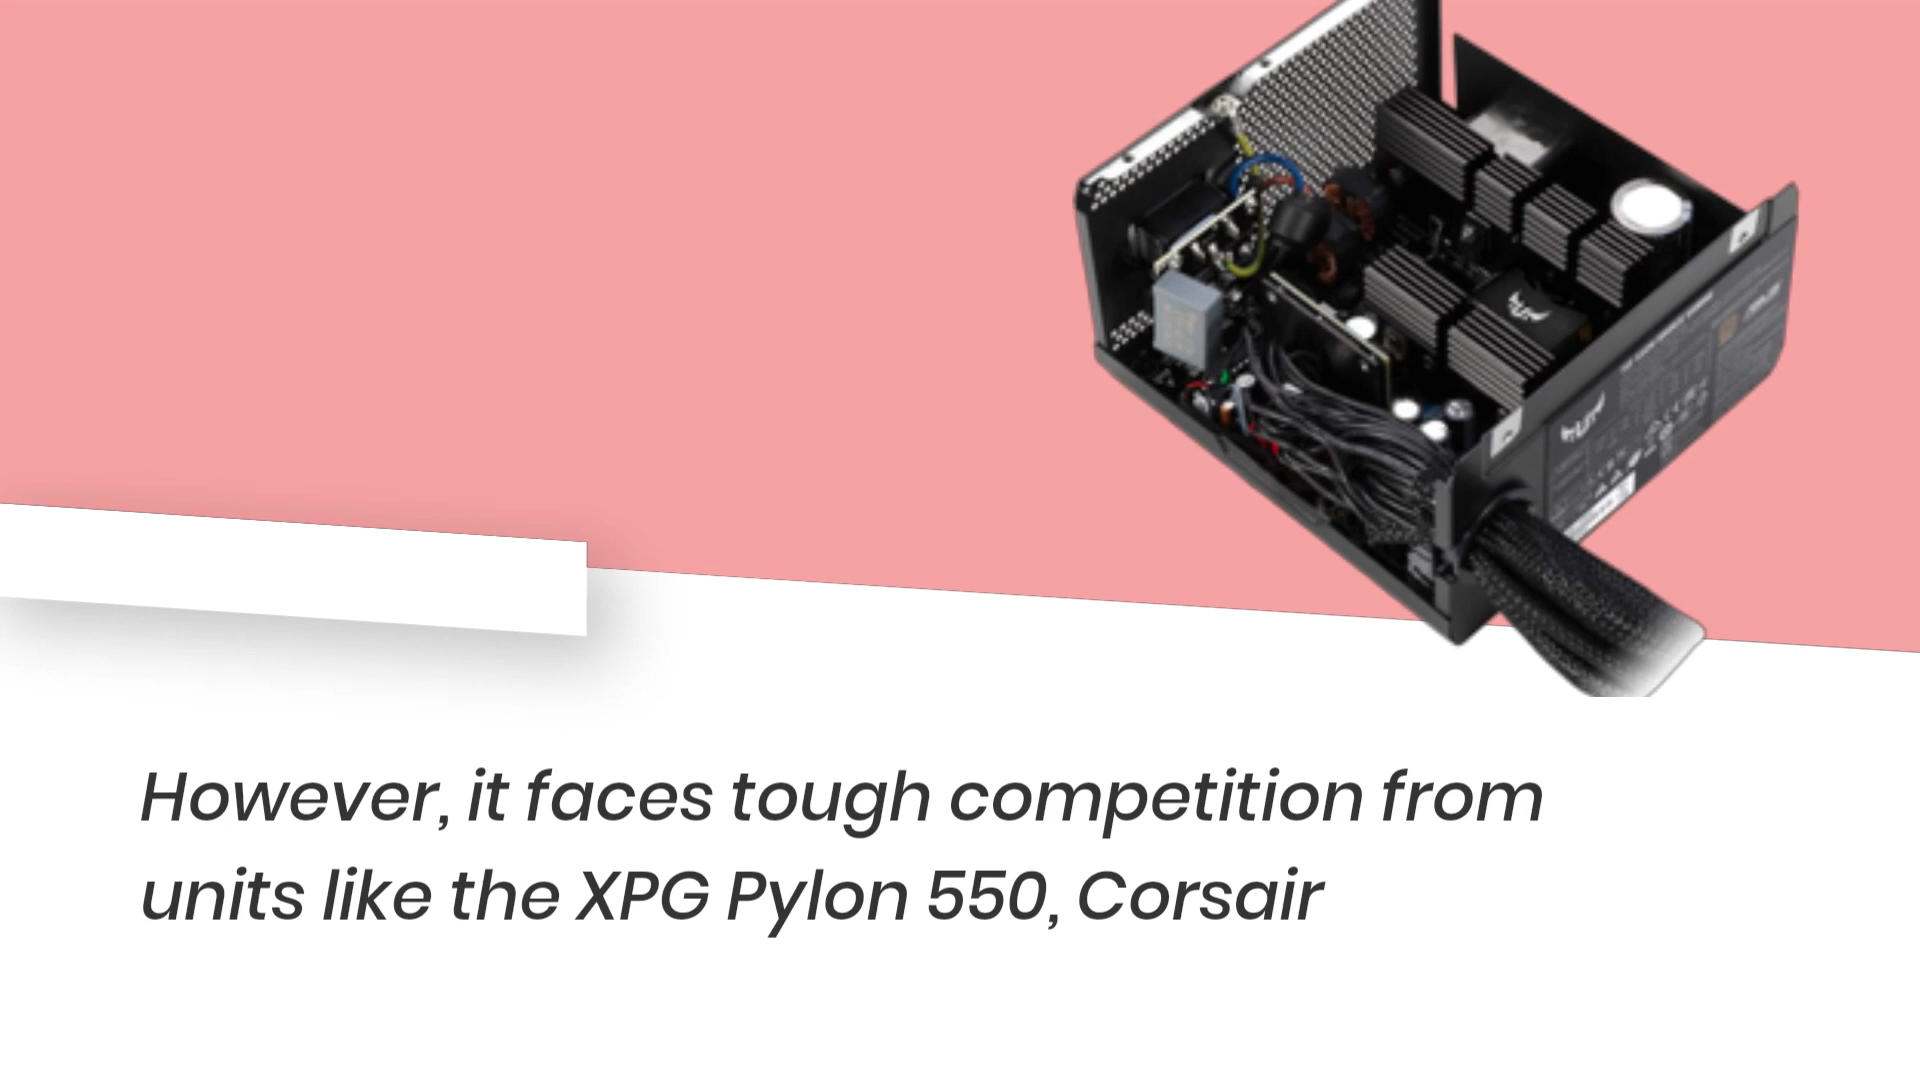 However, it faces tough competition from
units like the XPG Pylon 550, Corsair